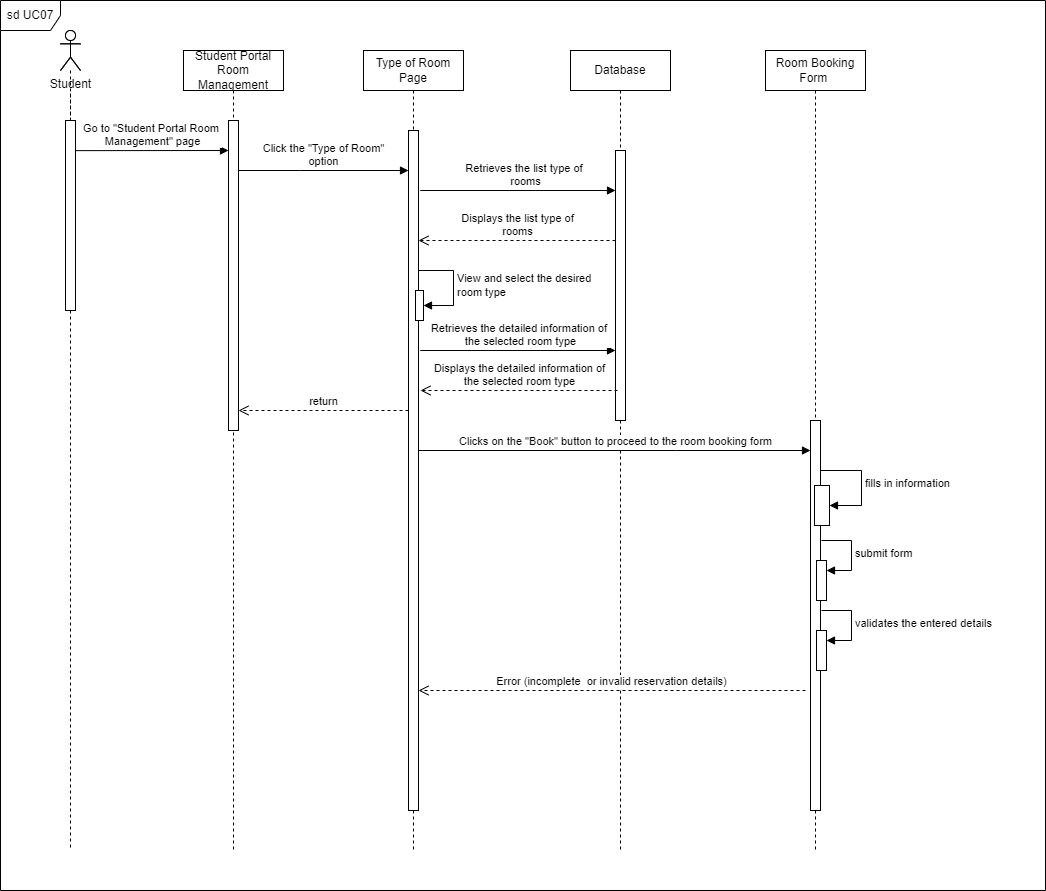 sd UC07
Student
Student Portal
Room
Management
Type of Room
Page
Database
Room Booking
Form
Go to "Student Portal Room
Management" page
Click the "Type of Room"
option
Retrieves the list type of
rooms
Displays the list type of
rooms
View and select the desired
room type
Retrieves the detailed information of
the selected room type
Displays the detailed information of
the selected room type
return
Clicks on the "Book" button to proceed to the room booking form
fills in information
submit form
validates the entered details
Error (incomplete or invalid reservation details)